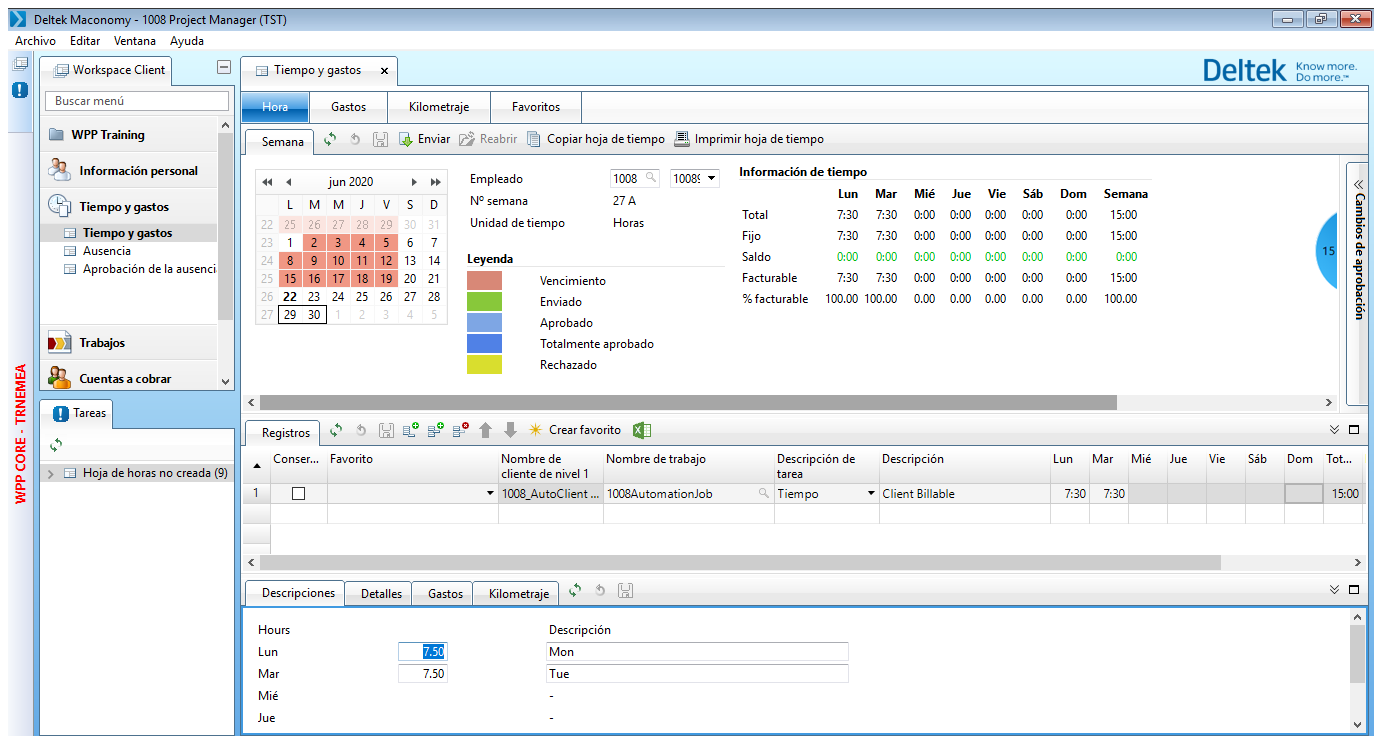 Deltek Maconomy - 1008 Project Manager (TST)
Archivo Editar Ventana Ayuda
Workspace Client
Buscar menú
WPP Training
Información personal
Tiempo y gastos
Tiempo y gastos
Ausencia
Aprobación de la ausenci
Trabajos
Cuentas a cobrar
Tareas
Hoja de horas no creada (9)
WPP CORE - TRNEMEA
Tiempo y gastos x
Deltek Know more. Do more.™
Hora Gastos Kilometraje Favoritos
Semana Enviar Reabrir Copiar hoja de tiempo Imprimir hoja de tiempo
jun 2020
L M M J V S D
22 25 26 27 28 29 30 31
23 1 2 3 4 5 6 7
24 8 9 10 11 12 13 14
25 15 16 17 18 19 20 21
26 22 23 24 25 26 27 28
27 29 30 1 2 3 4 5
Empleado 1008
Nº semana 27 A
Unidad de tiempo Horas
Leyenda
Vencimiento
Enviado
Aprobado
Totalmente aprobado
Rechazado
Información de tiempo
Lun Mar Mié Jue Vie Sáb Dom Semana
Total 7:30 7:30 0:00 0:00 0:00 0:00 0:00 15:00
Fijo 7:30 7:30 0:00 0:00 0:00 0:00 0:00 15:00
Saldo 0:00 0:00 0:00 0:00 0:00 0:00 0:00 0:00
Facturable 7:30 7:30 0:00 0:00 0:00 0:00 0:00 15:00
% facturable 100.00 100.00 0.00 0.00 0.00 0.00 0.00 100.00
15
Cambios de aprobación
Registros Crear favorito
Conser... Favorito Nombre de cliente de nivel 1 Nombre de trabajo Descripción de tarea Descripción Lun Mar Mié Jue Vie Sáb Dom Tot...
1 1008_AutoClient ... 1008AutomationJob Tiempo Client Billable 7:30 7:30 15:00
Descripciones Detalles Gastos Kilometraje
Hours Descripción
Lun 7.50 Mon
Mar 7.50 Tue
Mié -
Jue -